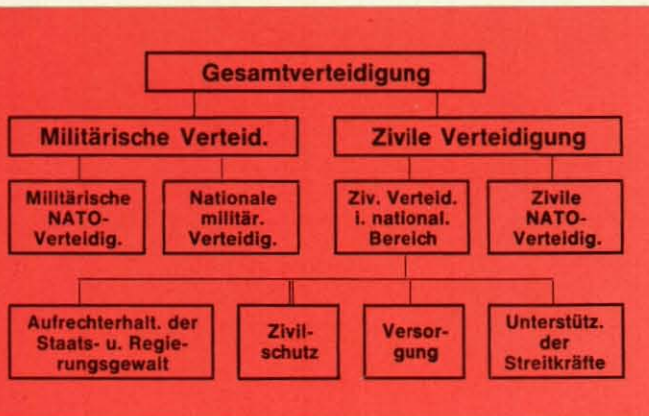 Gesamtverteidigung
Militärische Verteid.
Zivile Verteidigung
Militärische
NATO-
Verteidig.
Nationale
militär.
Verteidig.
Ziv. Verteid.
i. national.
Bereich
Zivile
NATO-
Verteidig.
Aufrechterhalt. der
Staats- u. Regie-
rungsgewalt
Zivil-
schutz
Versor-
gung
Unterstütz.
der
Streitkräfte